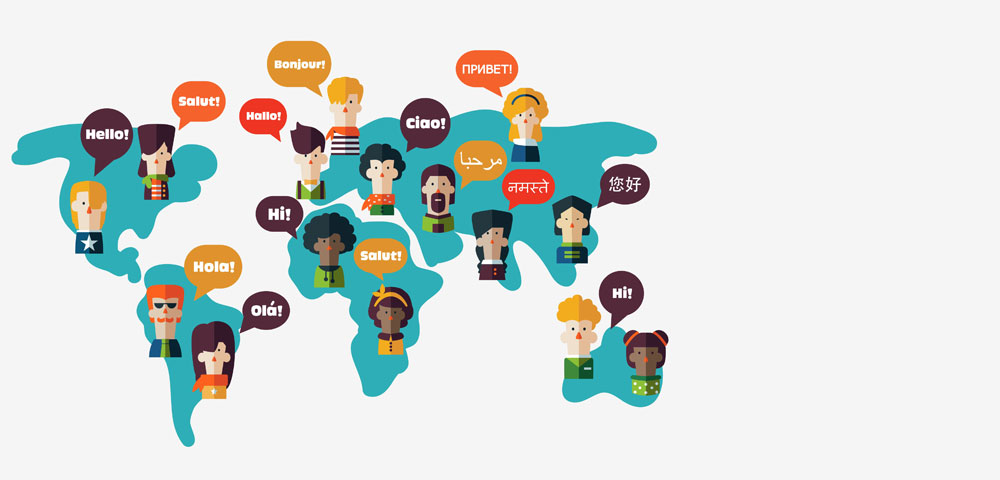 Bonjour!
ПРИВЕТ!
Salut!
Hallo!
Ciao!
Hello!
مرحبا
नमस्ते
您好
Hi!
Salut!
Hola!
Hi!
Olá!